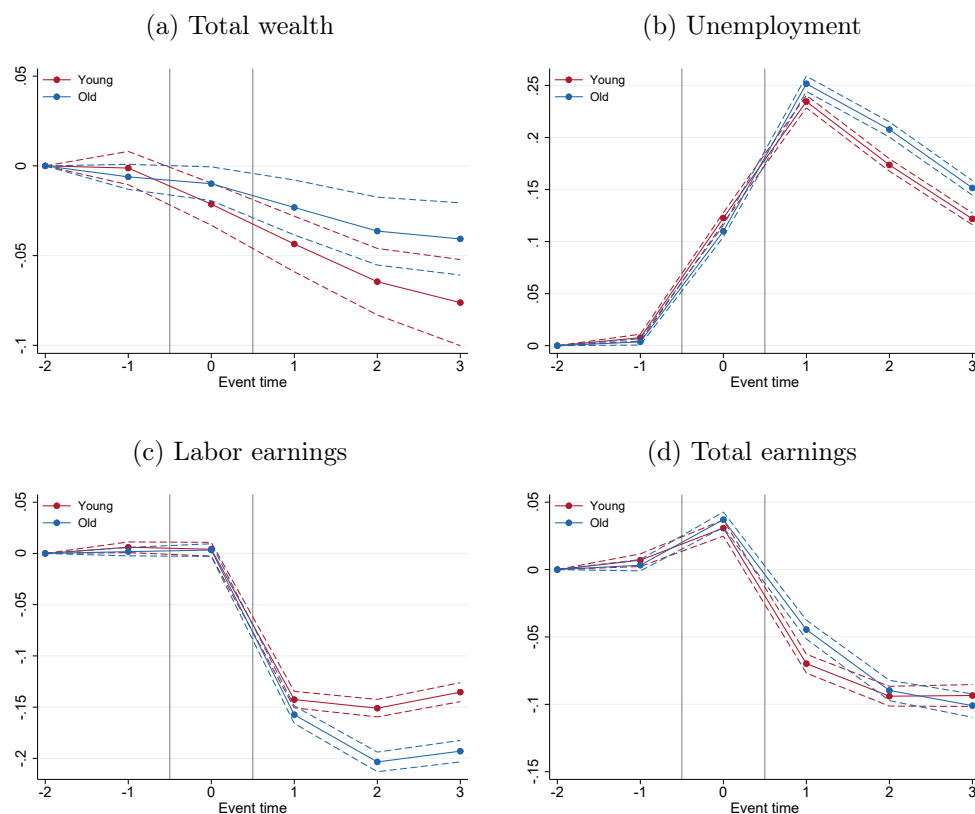 (a) Total wealth
Young
Old
.05
0
-.05
-.1
-2 -1 0 1 2 3
Event time
(b) Unemployment
Young
Old
.25
.2
.15
.1
.05
0
-2 -1 0 1 2 3
Event time
(c) Labor earnings
Young
Old
.05
0
-.05
-.1
-.15
-.2
-2 -1 0 1 2 3
Event time
(d) Total earnings
Young
Old
.05
0
-.05
-.1
-.15
-2 -1 0 1 2 3
Event time